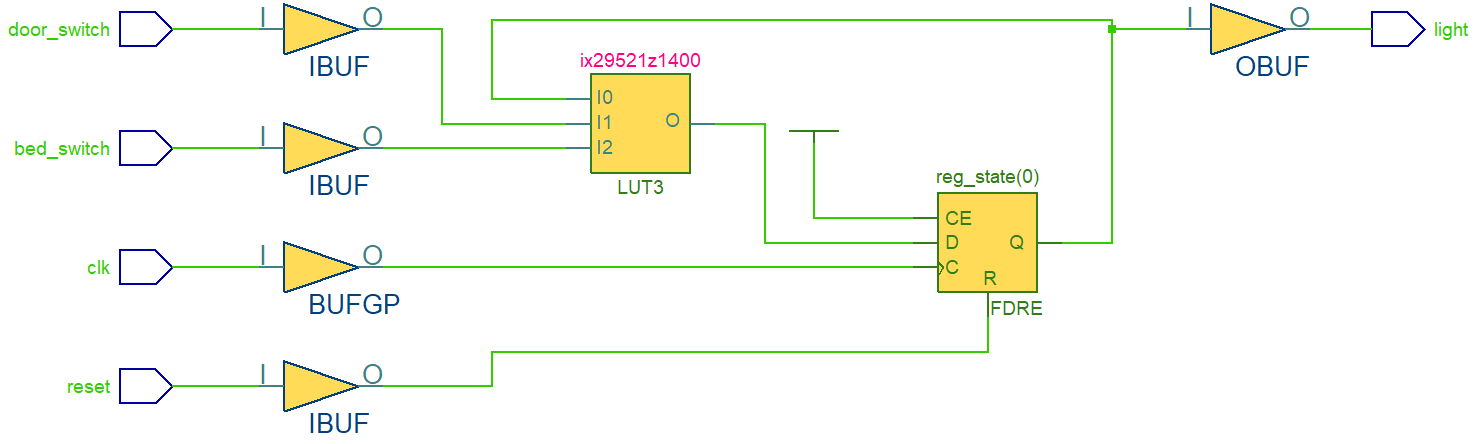 door_switch
I
O
IBUF
I
O
OBUF
light
ix29521z1400
I0
I1
I2
O
LUT3
bed_switch
I
O
IBUF
reg_state(0)
CE
D
C
Q
R
FDRE
clk
I
O
BUFGP
reset
I
O
IBUF